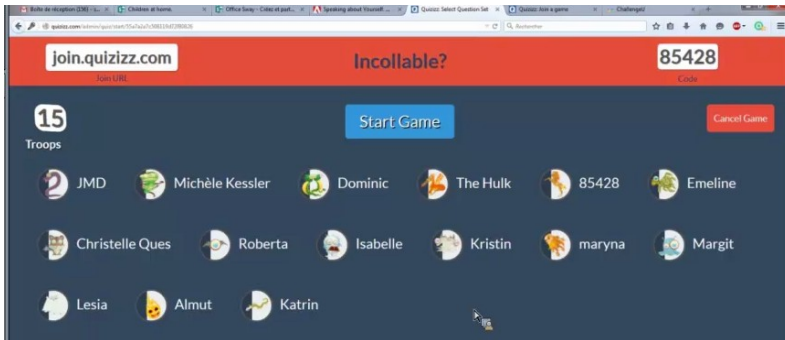 Boîte de réception
Children at home
Office Sway – Créez et part...
Speaking about Yourself ...
Quizizz: Select Question Set
Quizizz: Join a game
Challenge
quizizz.com/admin/quiz/start/
Rechercher
join.quizizz.com
Incollable?
85428
Join URL
Code
15
Start Game
Cancel Game
Troops
JMD
Michèle Kessler
Dominic
The Hulk
85428
Emeline
Christelle Ques
Roberta
Isabelle
Kristin
maryna
Margit
Lesia
Almut
Katrin